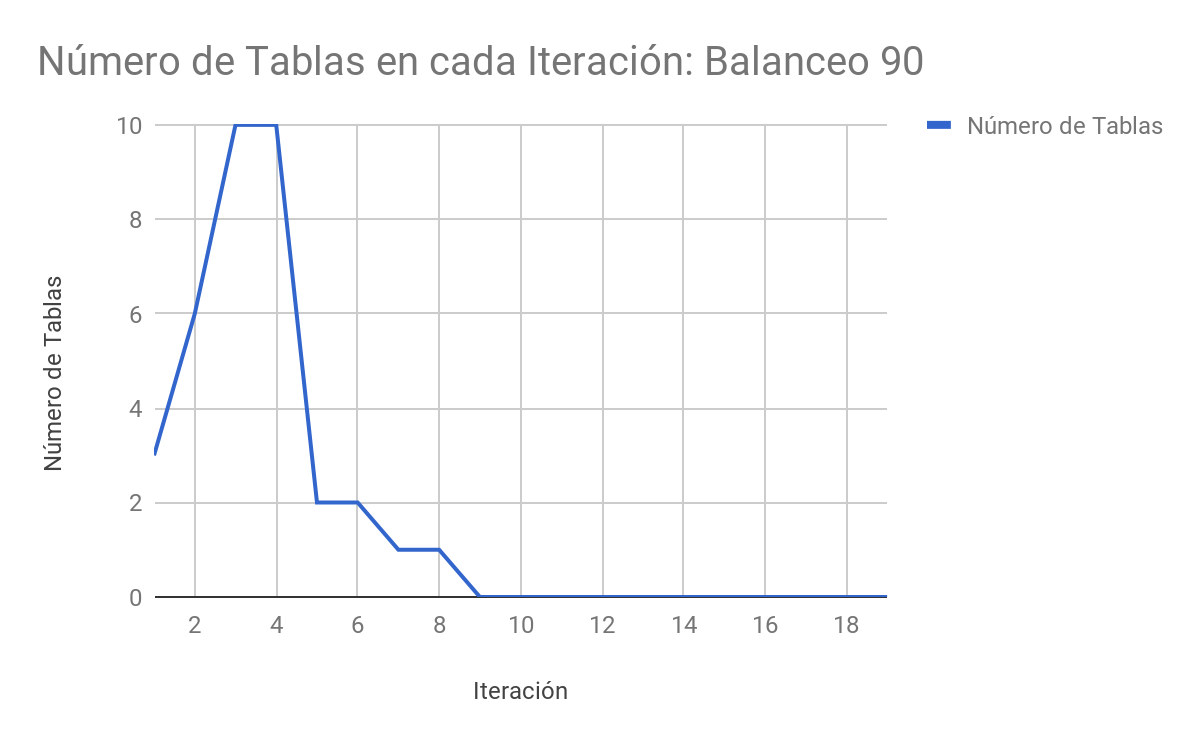 Número de Tablas en cada Iteración: Balanceo 90
Número de Tablas
Número de Tablas
10
8
6
4
2
0
2 4 6 8 10 12 14 16 18
Iteración